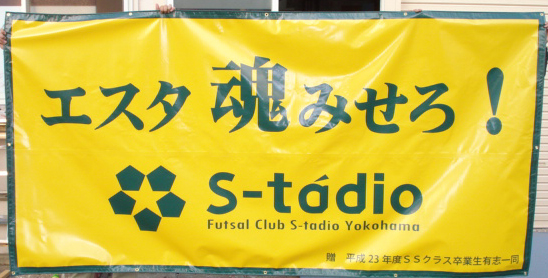 エスタ 魂みせろ!
S-tádio
Futsal Club S-tadio Yokohama
贈 平成23年度SSクラス卒業生有志一同